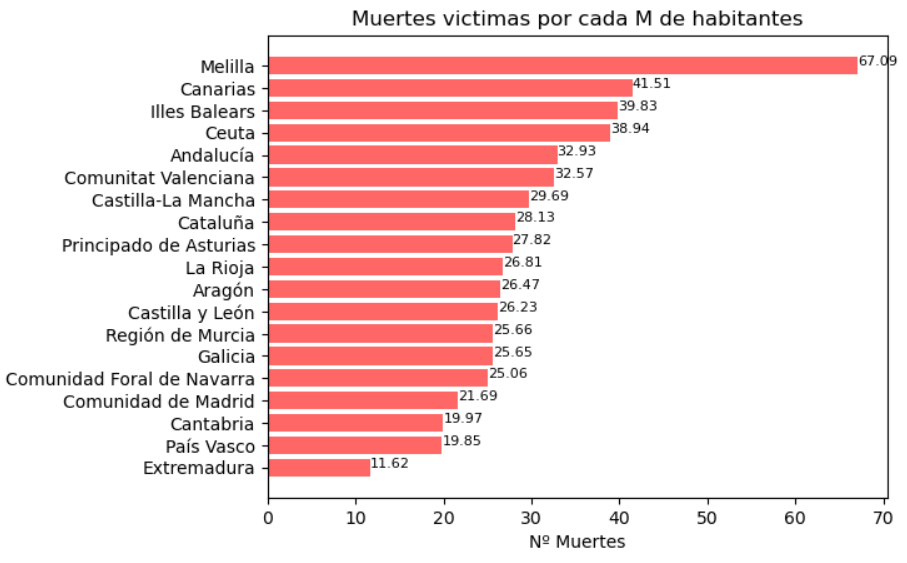 Muertes victimas por cada M de habitantes
Melilla 67.09
Canarias 41.51
Illes Balears 39.83
Ceuta 38.94
Andalucía 32.93
Comunitat Valenciana 32.57
Castilla-La Mancha 29.69
Cataluña 28.13
Principado de Asturias 27.82
La Rioja 26.81
Aragón 26.47
Castilla y León 26.23
Región de Murcia 25.66
Galicia 25.65
Comunidad Foral de Navarra 25.06
Comunidad de Madrid 21.69
Cantabria 19.97
País Vasco 19.85
Extremadura 11.62
0 10 20 30 40 50 60 70
Nº Muertes